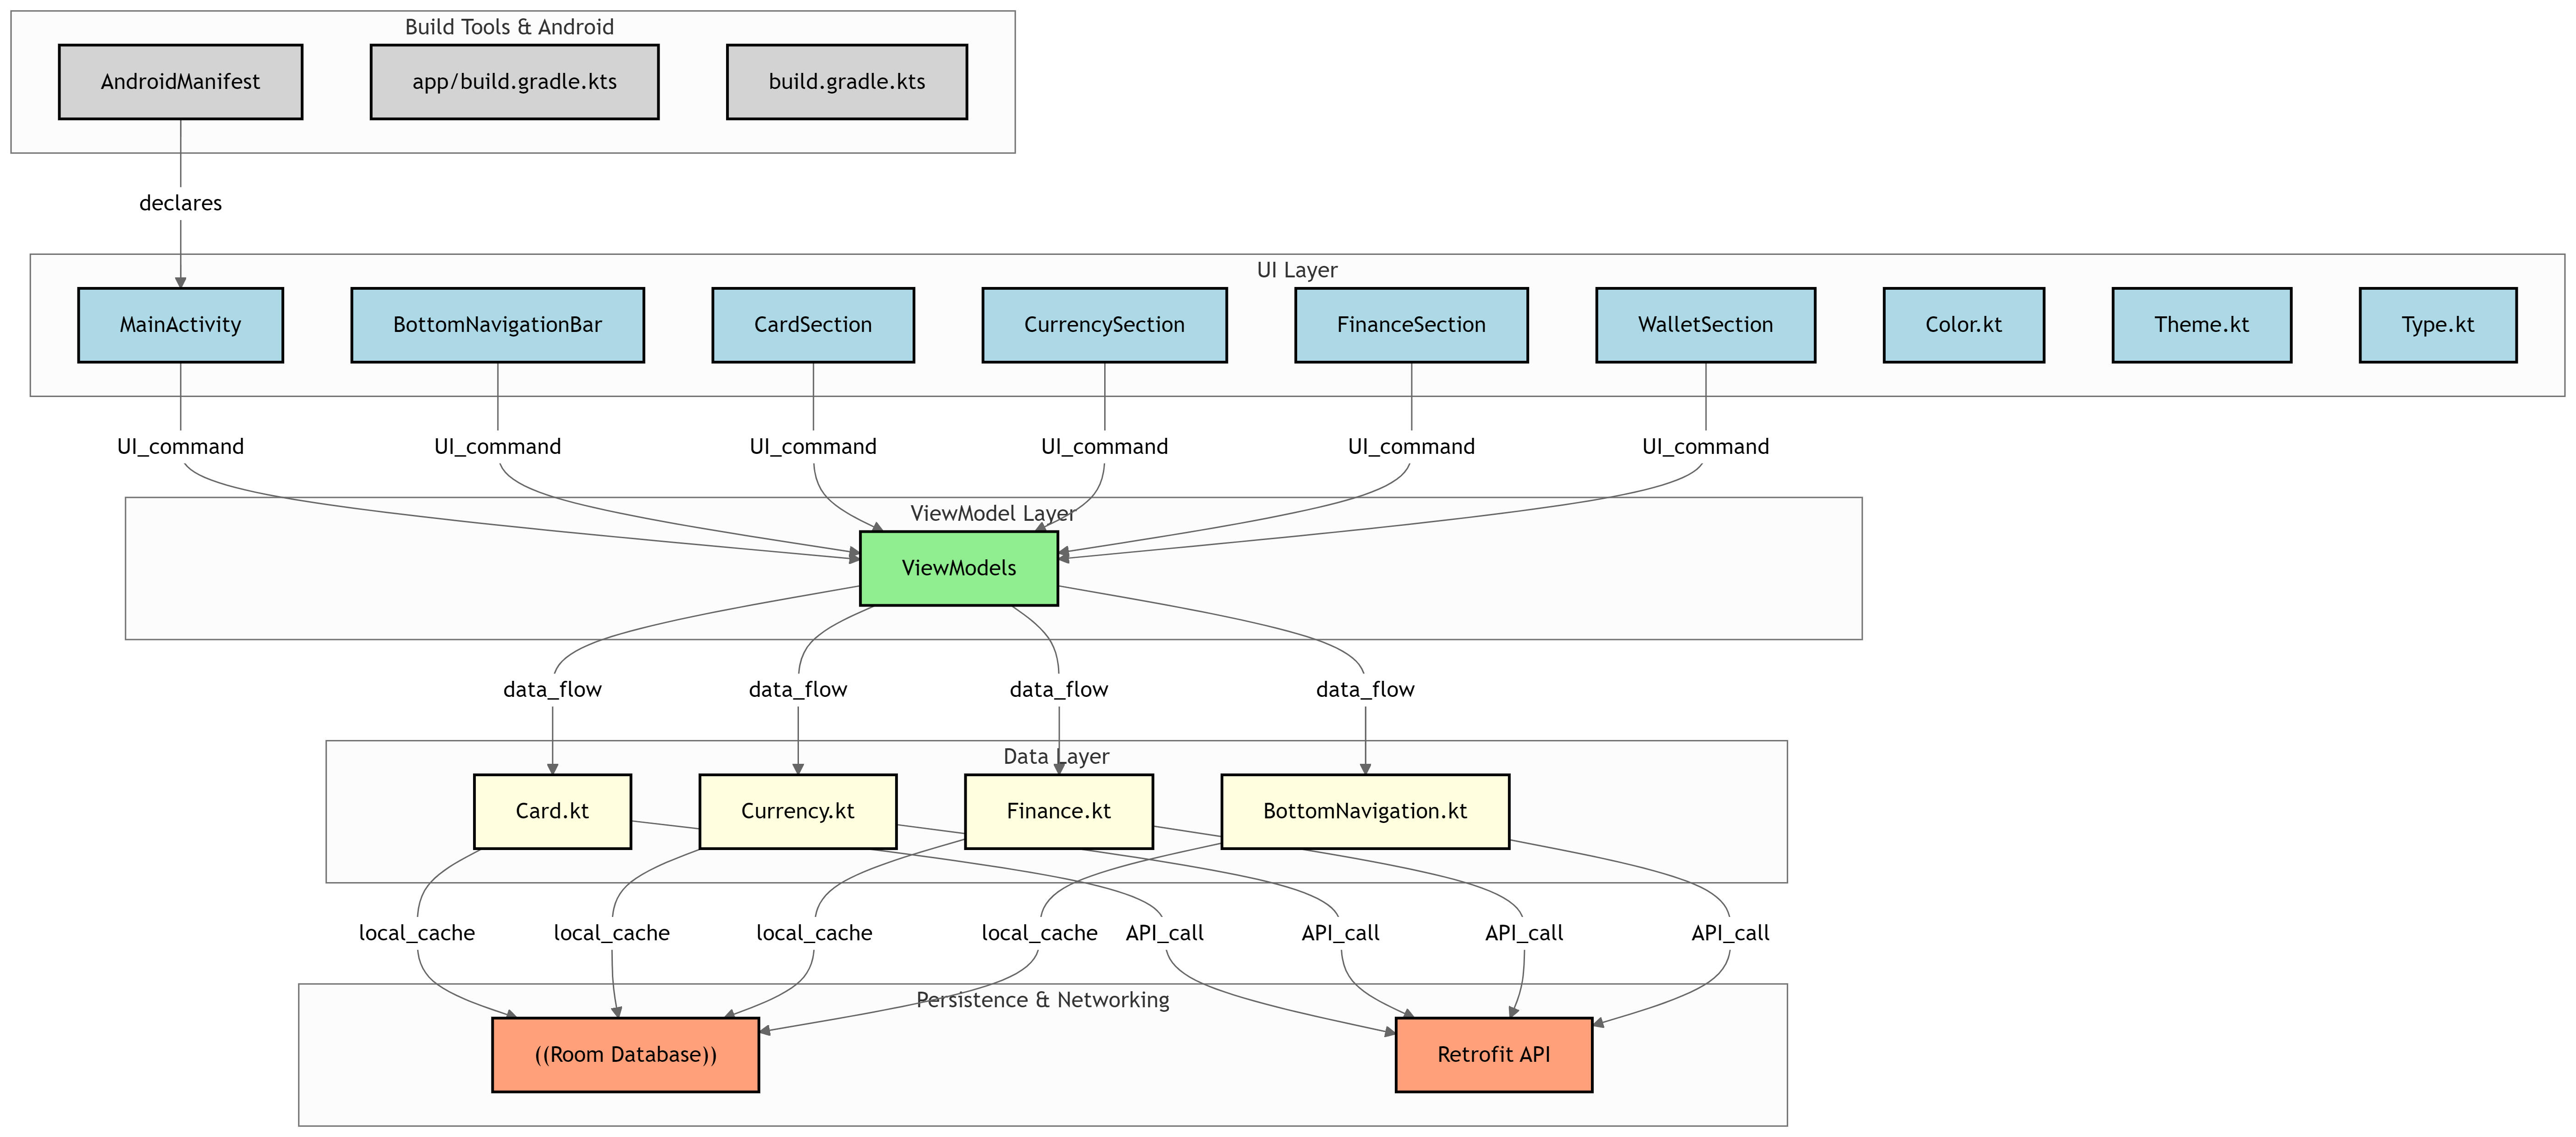 Build Tools & Android
AndroidManifest
app/build.gradle.kts
build.gradle.kts
declares
UI Layer
MainActivity
BottomNavigationBar
CardSection
CurrencySection
FinanceSection
WalletSection
Color.kt
Theme.kt
Type.kt
UI_command
UI_command
UI_command
UI_command
UI_command
UI_command
ViewModel Layer
ViewModels
data_flow
data_flow
data_flow
data_flow
Data Layer
Card.kt
Currency.kt
Finance.kt
BottomNavigation.kt
local_cache
local_cache
local_cache
local_cache
API_call
API_call
API_call
API_call
Persistence & Networking
((Room Database))
Retrofit API